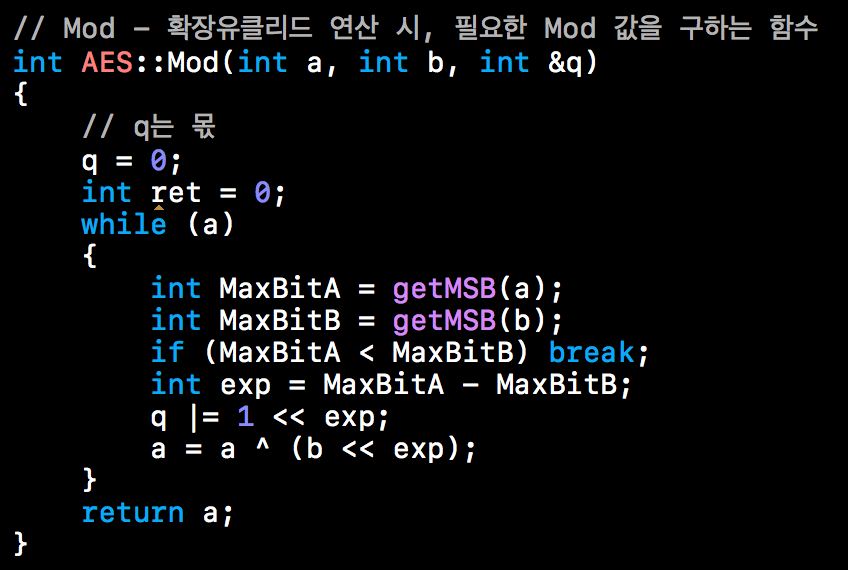 // Mod – 확장유클리드 연산 시, 필요한 Mod 값을 구하는 함수
int AES::Mod(int a, int b, int &q)
{
    // q는 몫
    q = 0;
    int ret = 0;
    while (a)
    {
        int MaxBitA = getMSB(a);
        int MaxBitB = getMSB(b);
        if (MaxBitA < MaxBitB) break;
        int exp = MaxBitA - MaxBitB;
        q |= 1 << exp;
        a = a ^ (b << exp);
    }
    return a;
}